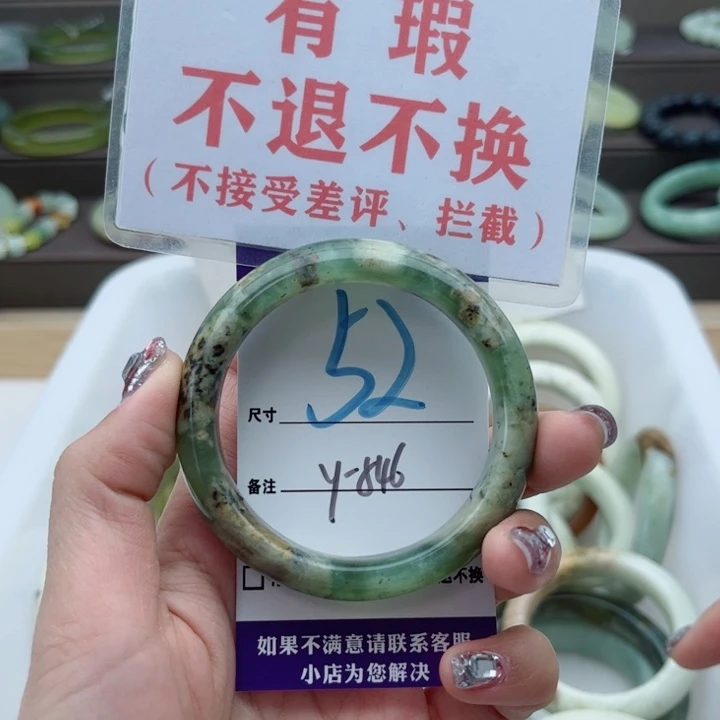 有 瑕
不退不换
（不接受差评、拦截）
尺寸 52
备注 y-846
退不换
如果不满意请联系客服
小店为您解决